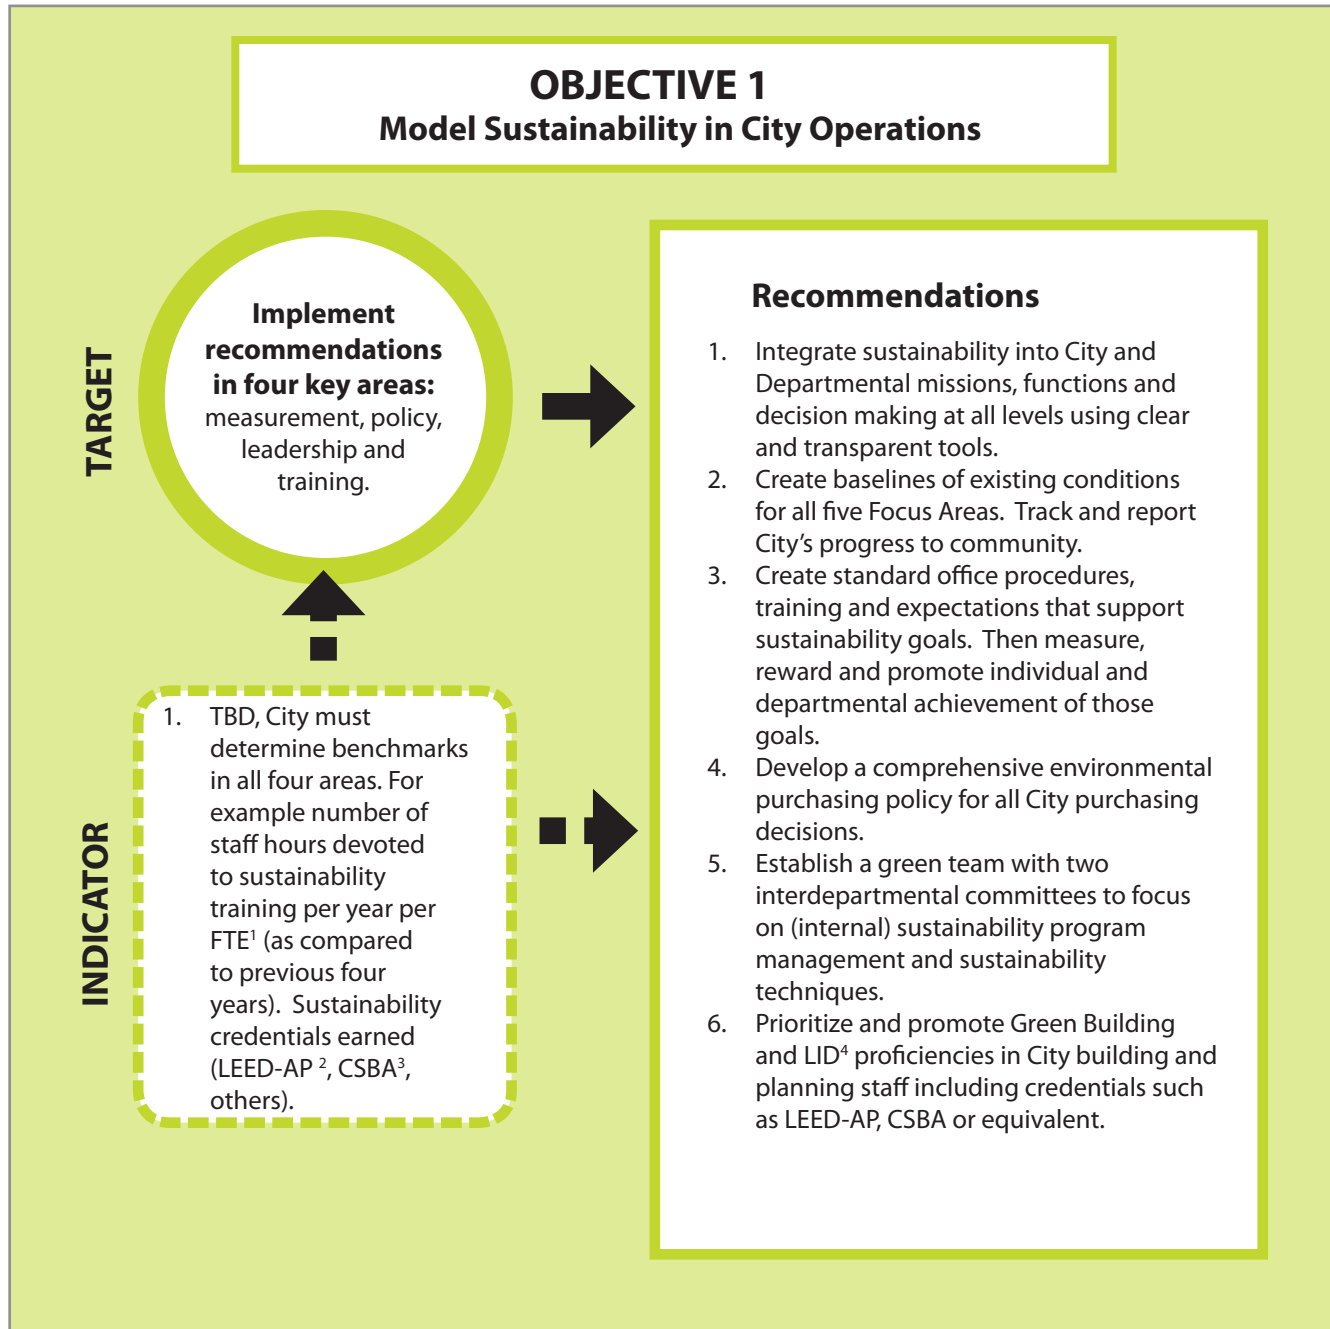 OBJECTIVE 1
Model Sustainability in City Operations
TARGET
Implement
recommendations
in four key areas:
measurement, policy,
leadership and
training.
INDICATOR
1. TBD, City must
determine benchmarks
in all four areas. For
example number of
staff hours devoted
to sustainability
training per year per
FTE¹ (as compared
to previous four
years). Sustainability
credentials earned
(LEED-AP ², CSBA³,
others).
Recommendations
1. Integrate sustainability into City and
Departmental missions, functions and
decision making at all levels using clear
and transparent tools.
2. Create baselines of existing conditions
for all five Focus Areas. Track and report
City’s progress to community.
3. Create standard office procedures,
training and expectations that support
sustainability goals. Then measure,
reward and promote individual and
departmental achievement of those
goals.
4. Develop a comprehensive environmental
purchasing policy for all City purchasing
decisions.
5. Establish a green team with two
interdepartmental committees to focus
on (internal) sustainability program
management and sustainability
techniques.
6. Prioritize and promote Green Building
and LID⁴ proficiencies in City building and
planning staff including credentials such
as LEED-AP, CSBA or equivalent.